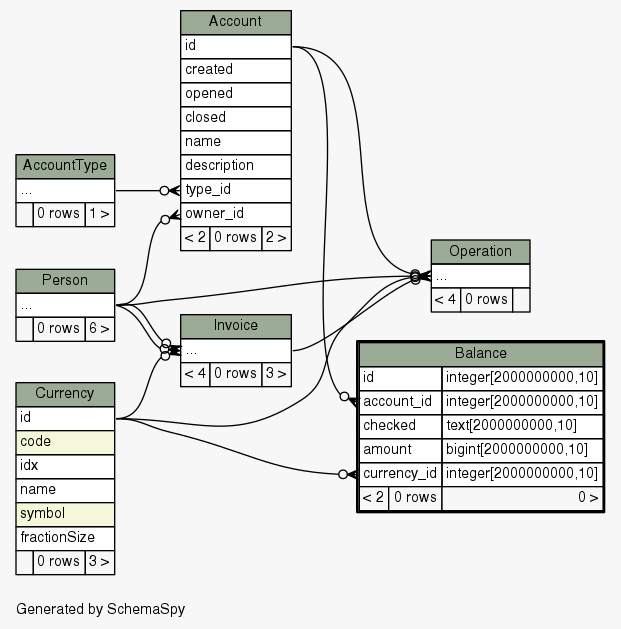 Account
id
created
opened
closed
name
description
type_id
owner_id
< 2 0 rows 2 >
AccountType
...
0 rows 1 >
Person
...
0 rows 6 >
Invoice
...
< 4 0 rows 3 >
Operation
...
< 4 0 rows
Currency
id
code
idx
name
symbol
fractionSize
0 rows 3 >
Balance
id integer[2000000000,10]
account_id integer[2000000000,10]
checked text[2000000000,10]
amount bigint[2000000000,10]
currency_id integer[2000000000,10]
< 2 0 rows 0 >
Generated by SchemaSpy